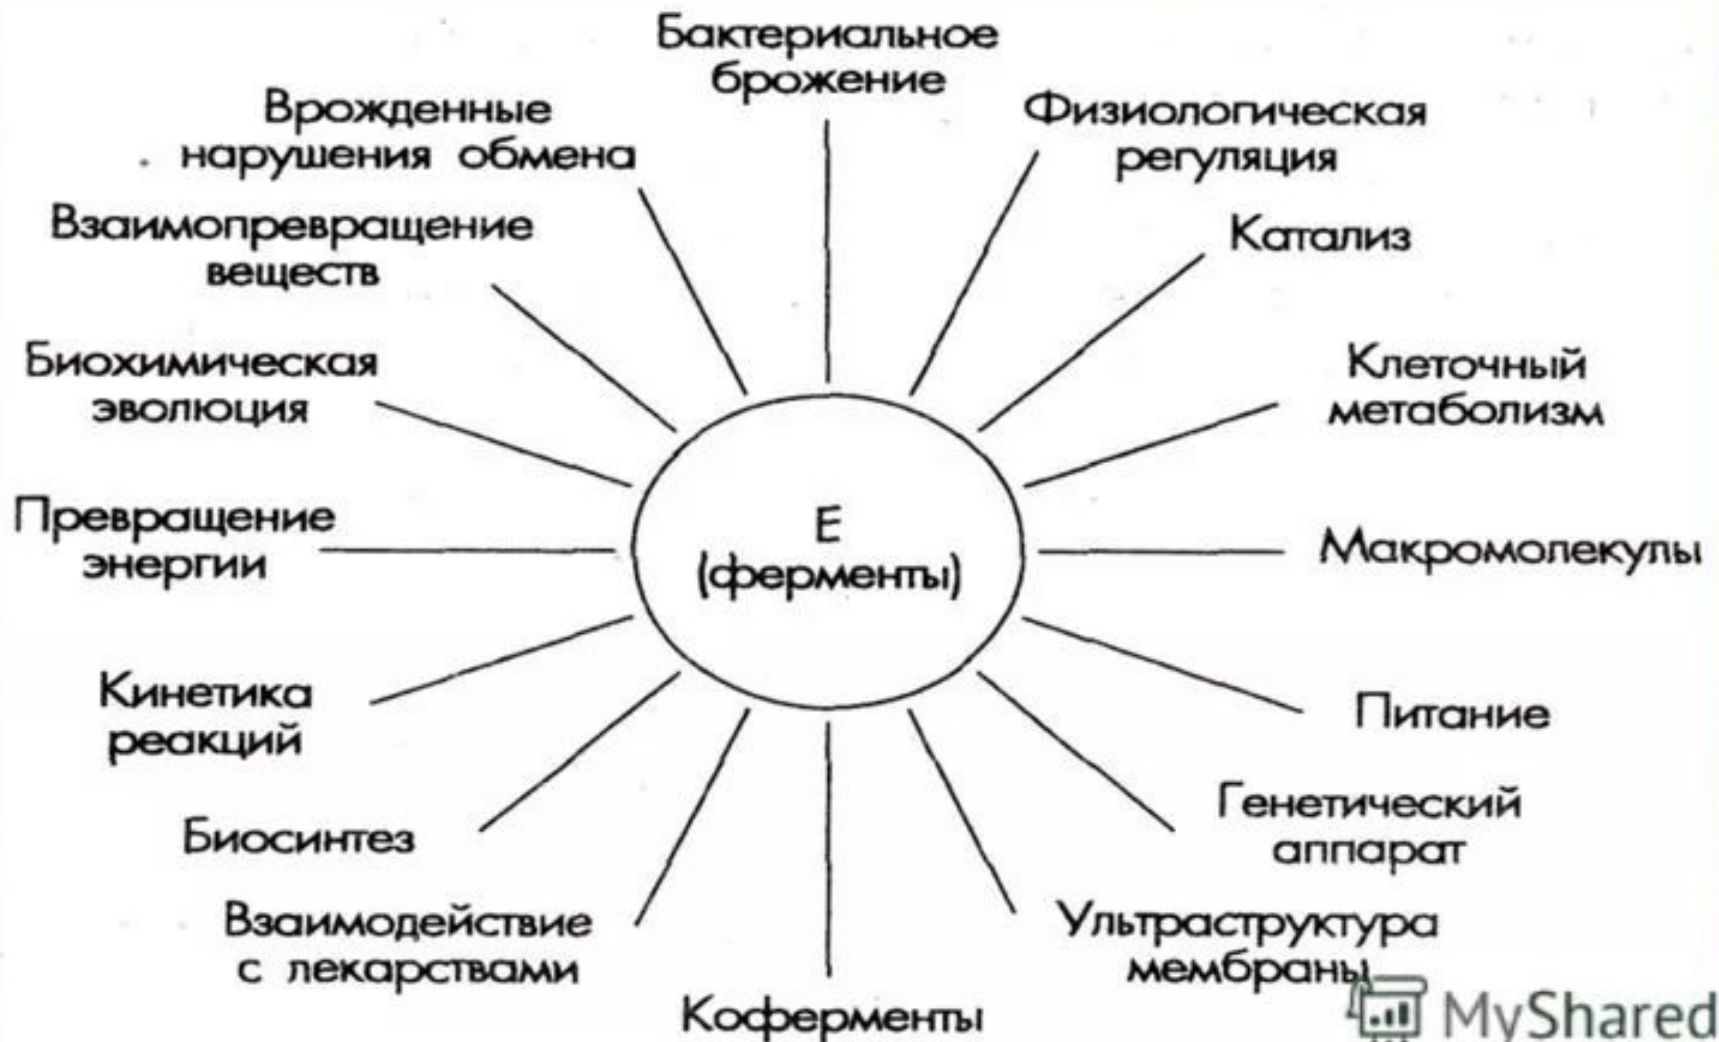 Бактериальное
брожение
Физиологическая
регуляция
Катализ
Клеточный
метаболизм
Макромолекулы
Питание
Генетический
аппарат
Ультраструктура
мембраны
Коферменты
Взаимодействие
с лекарствами
Биосинтез
Кинетика
реакций
Превращение
энергии
Биохимическая
эволюция
Взаимопревращение
веществ
Врожденные
нарушения обмена
E
(ферменты)
MyShared